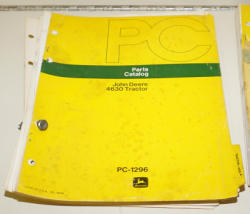 PC
Parts
Catalog
John Deere
4630 Tractor
PC-1296